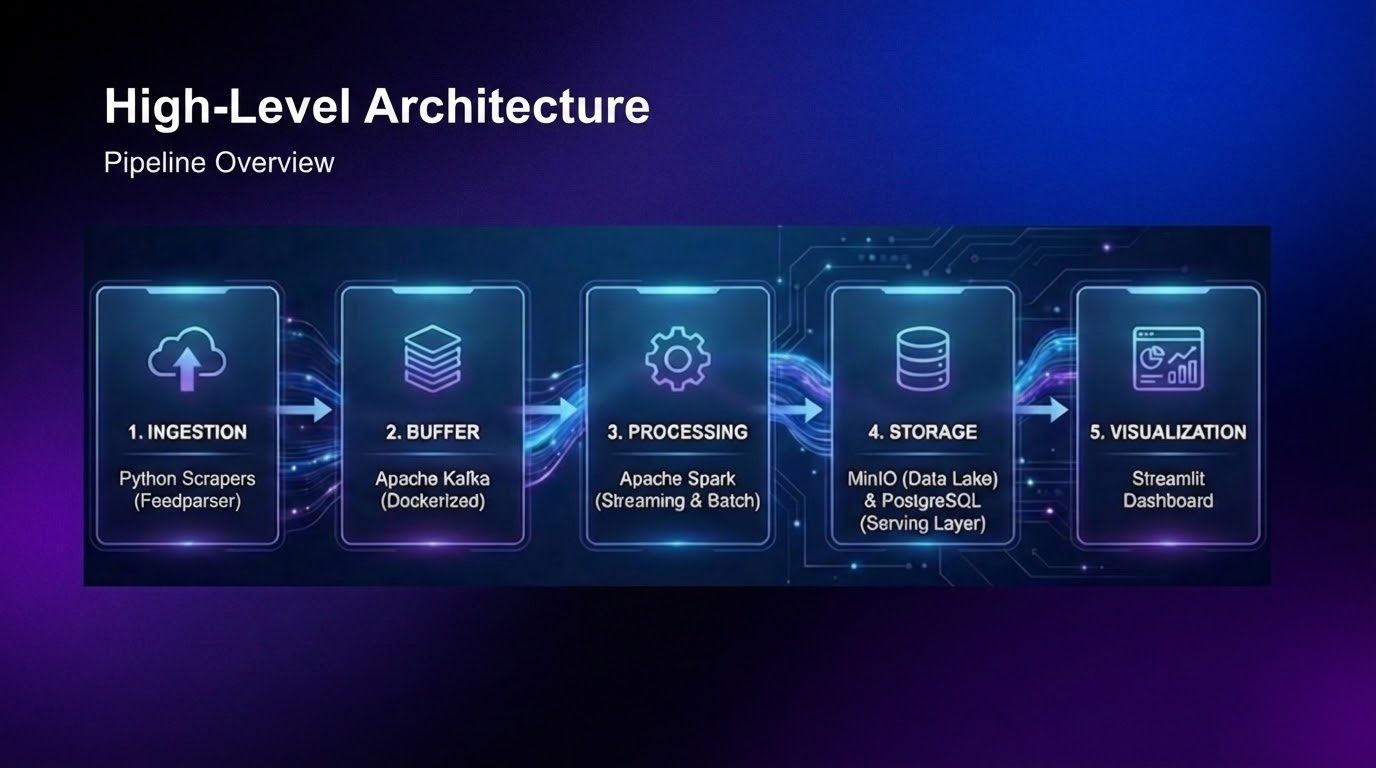 High-Level Architecture
Pipeline Overview
1. INGESTION
Python Scrapers
(Feedparser)
2. BUFFER
Apache Kafka
(Dockerized)
3. PROCESSING
Apache Spark
(Streaming & Batch)
4. STORAGE
MinIO (Data Lake)
& PostgreSQL
(Serving Layer)
5. VISUALIZATION
Streamlit
Dashboard